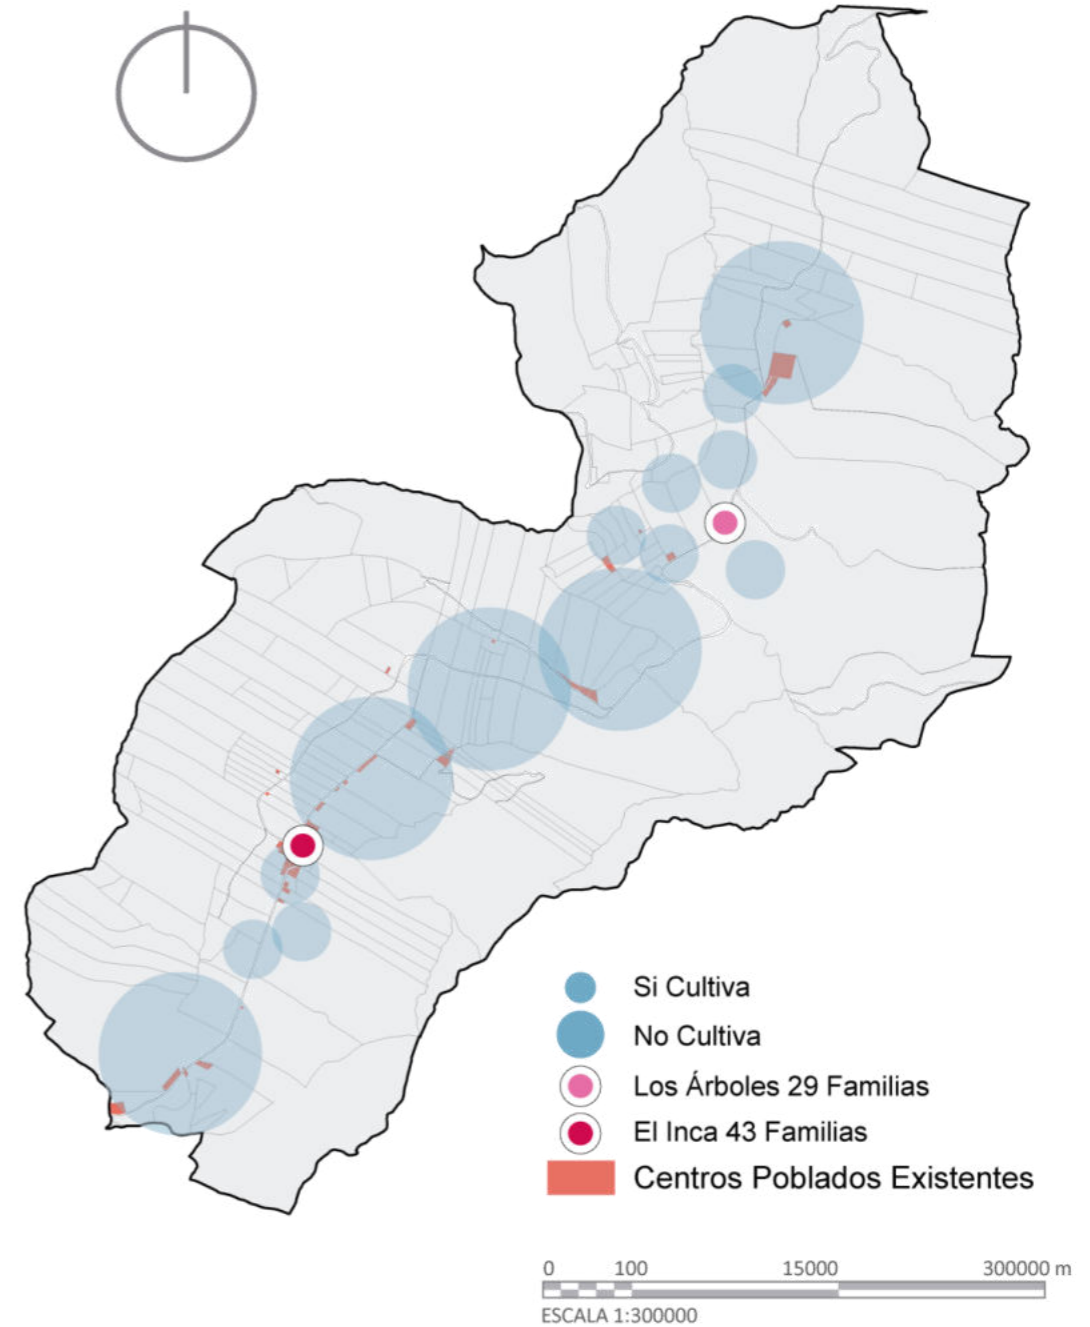 Si Cultiva
No Cultiva
Los Árboles 29 Familias
El Inca 43 Familias
Centros Poblados Existentes
0 100 15000 300000 m
ESCALA 1:300000